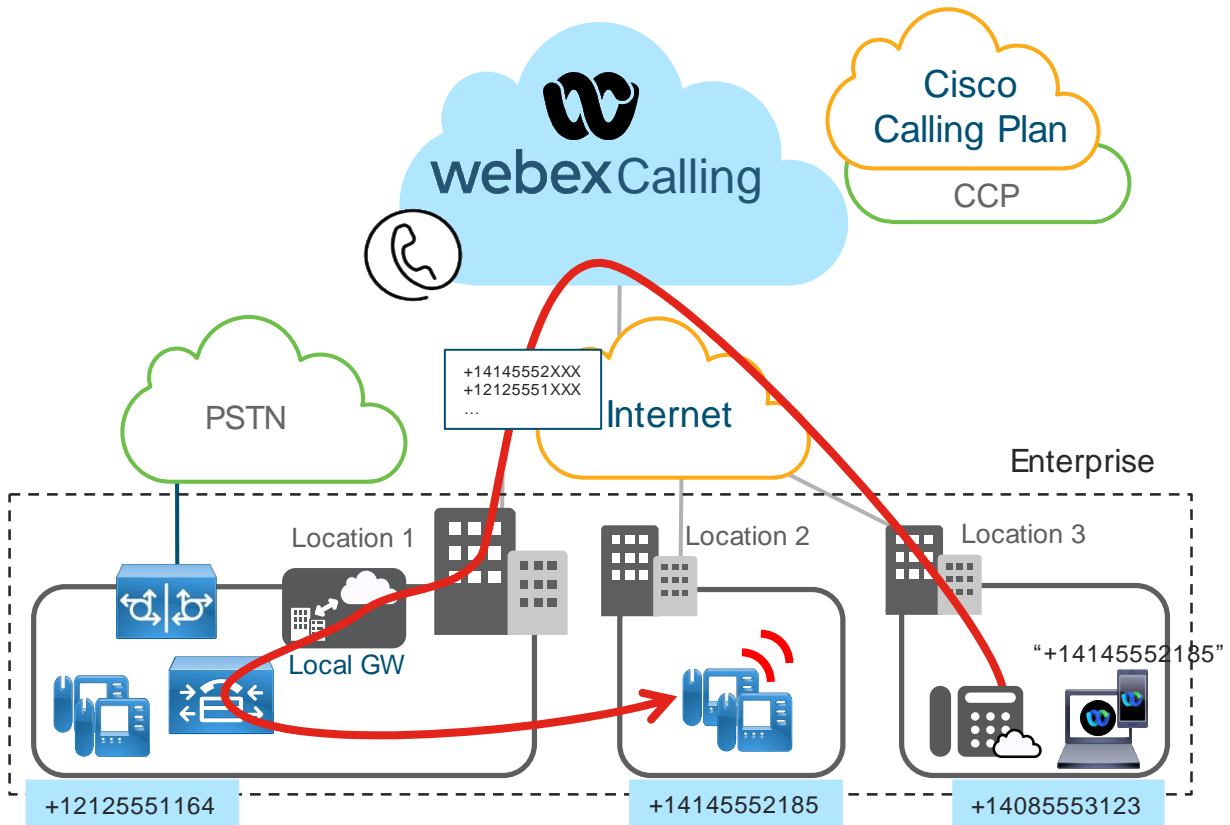 Cisco
Calling Plan
CCP
webex Calling
+14145552XXX
+12125551XXX
...
PSTN
Internet
Enterprise
Location 1
Location 2
Location 3
Local GW
“+14145552185”
+12125551164
+14145552185
+14085553123